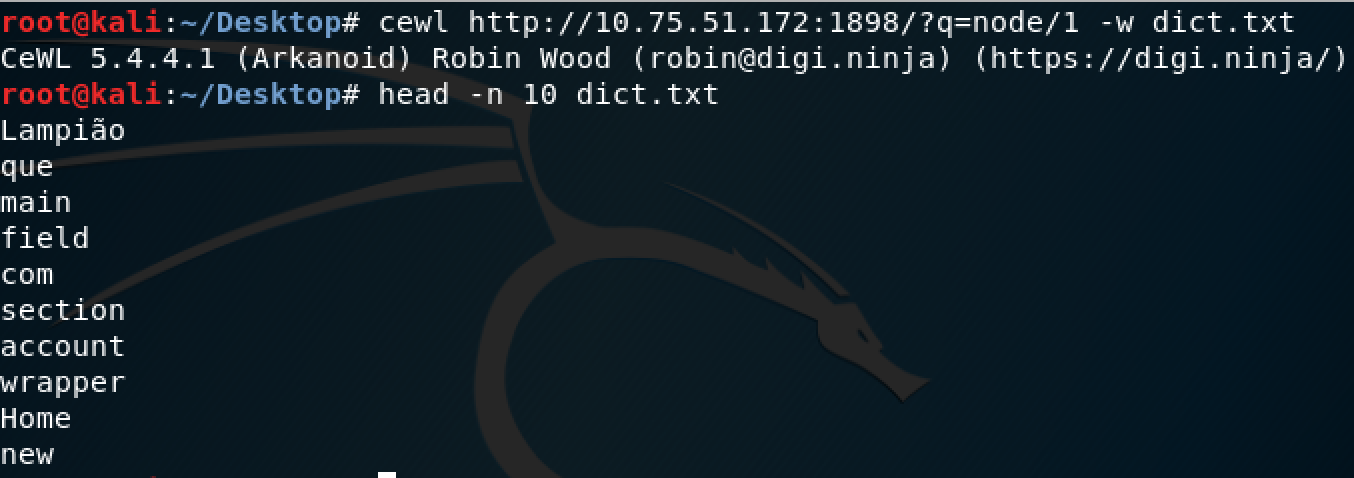 root@kali:~/Desktop# cewl http://10.75.51.172:1898/?q=node/1 -w dict.txt
CeWL 5.4.4.1 (Arkanoid) Robin Wood (robin@digi.ninja) (https://digi.ninja/)
root@kali:~/Desktop# head -n 10 dict.txt
Lampião
que
main
field
com
section
account
wrapper
Home
new